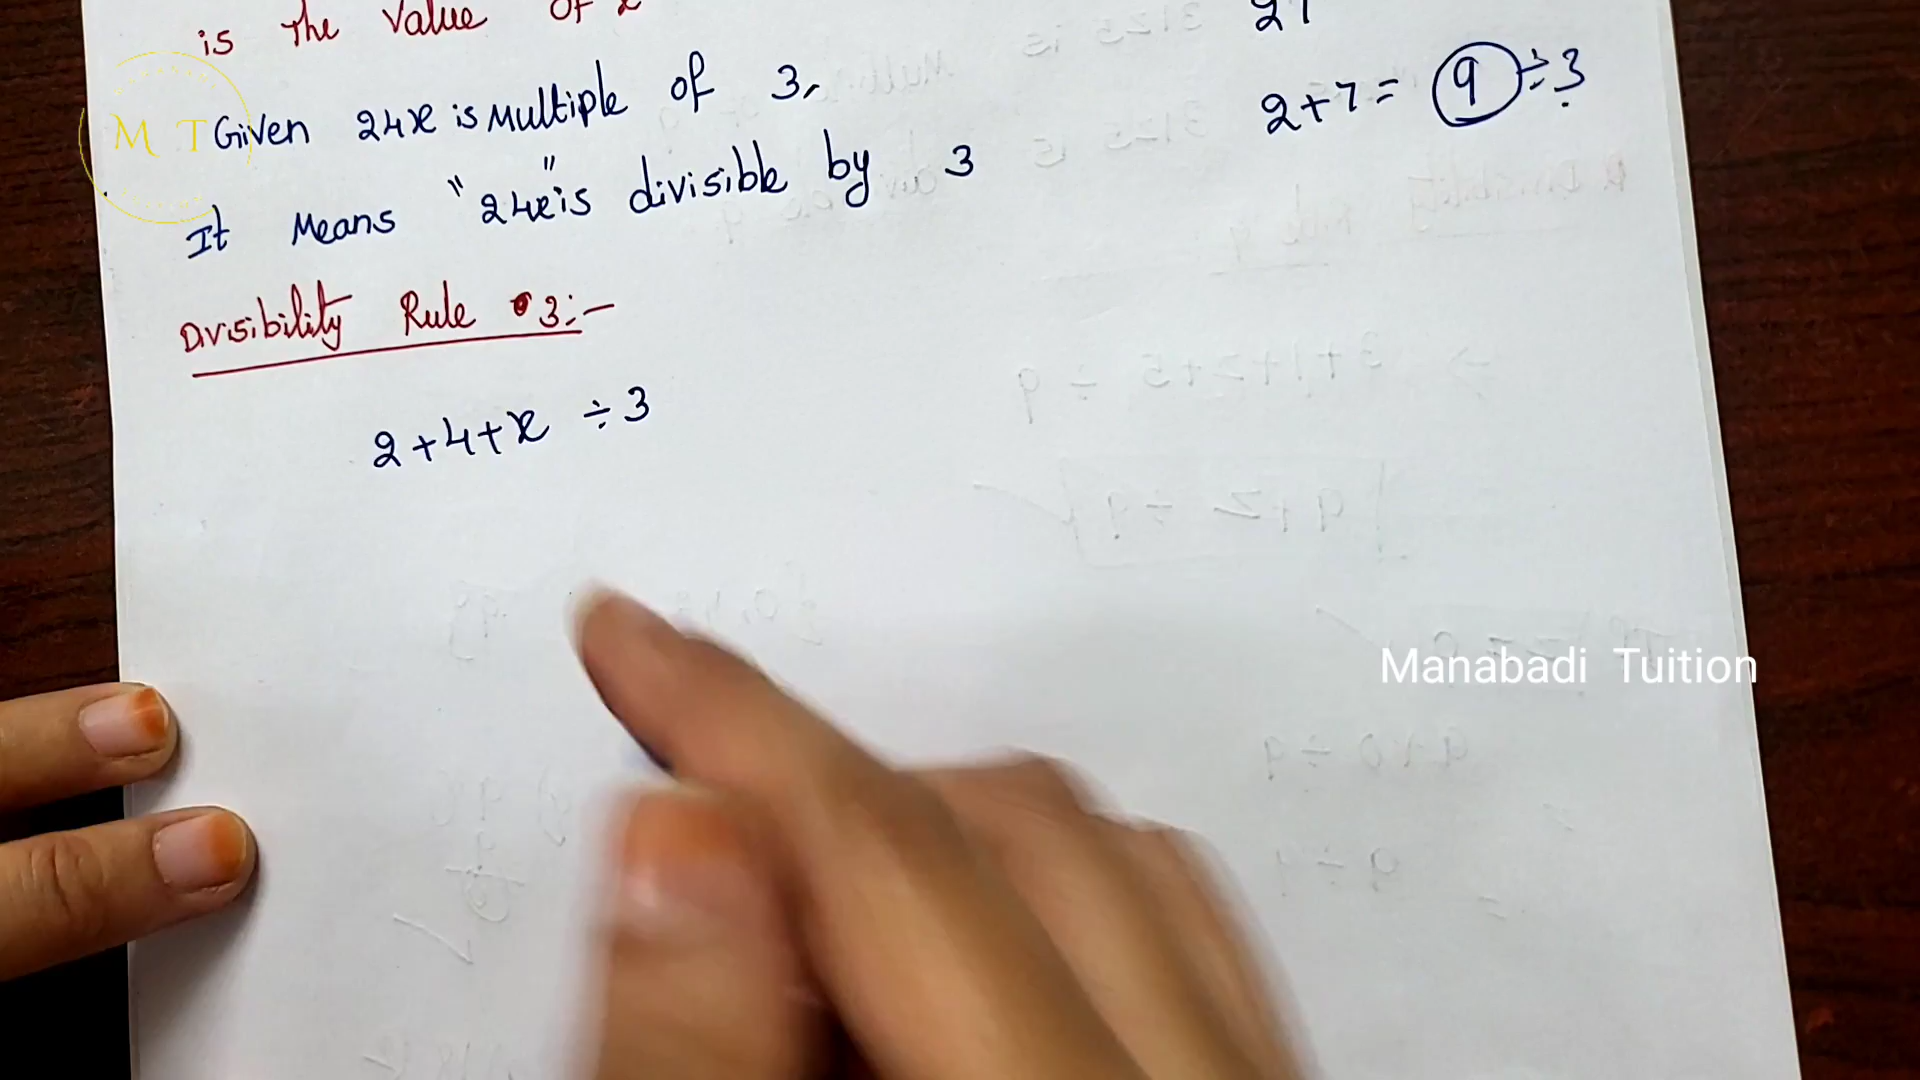 is the value of x
Given 24x is Multiple of 3,
It Means "24x" is divisible by 3
Divisibility Rule 3:-
2+4+x ÷3
27
2+7= 9 ÷3
M T
Manabadi Tuition